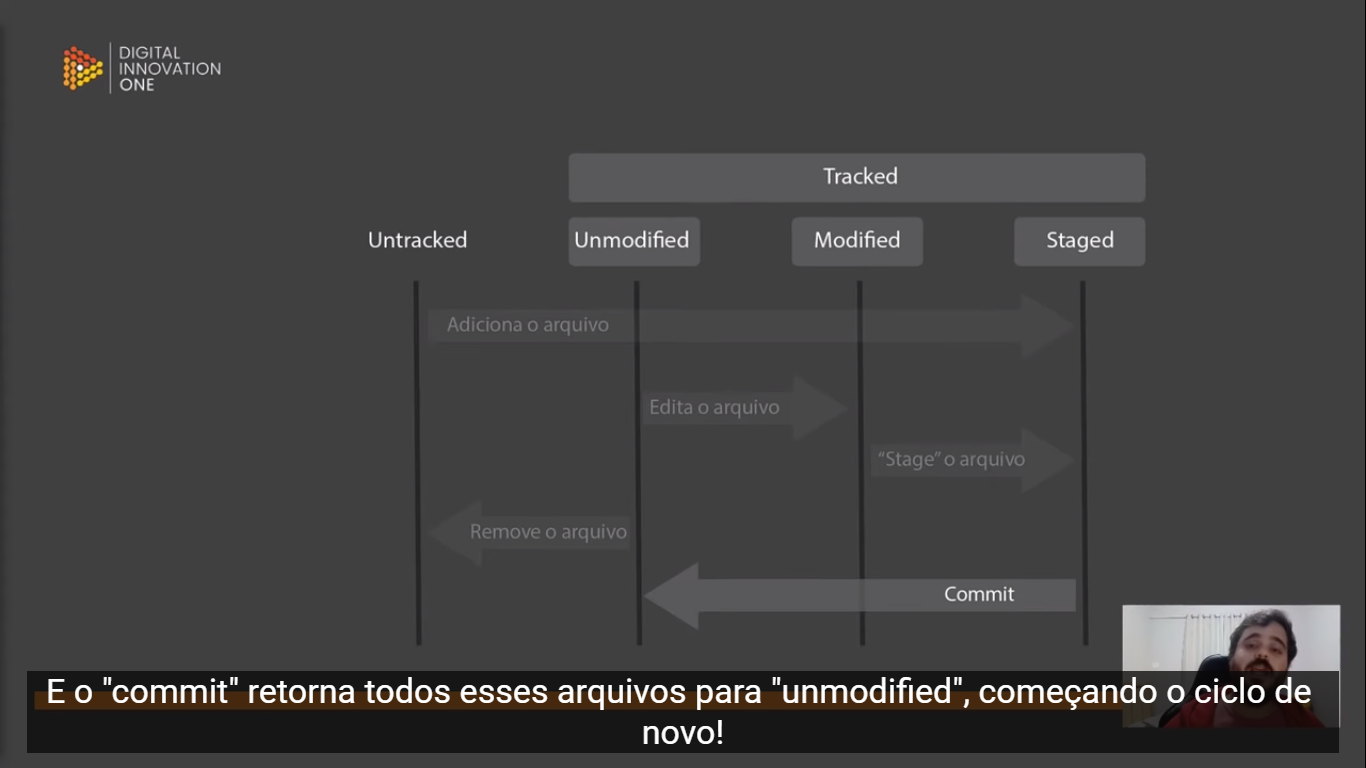 DIGITAL
INNOVATION
ONE
Tracked
Untracked
Unmodified
Modified
Staged
Adiciona o arquivo
Edita o arquivo
“Stage” o arquivo
Remove o arquivo
Commit
E o "commit" retorna todos esses arquivos para "unmodified", começando o ciclo de
novo!